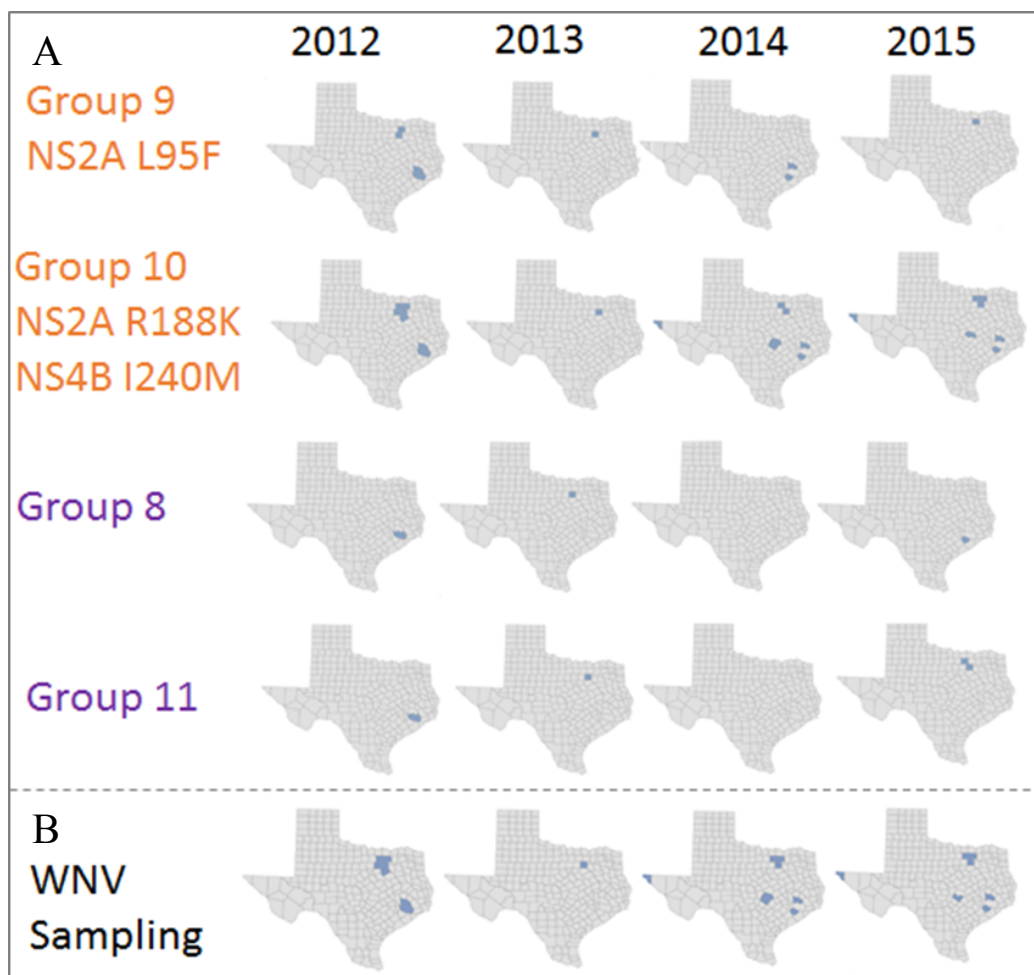 A
2012 2013 2014 2015
Group 9
NS2A L95F
Group 10
NS2A R188K
NS4B I240M
Group 8
Group 11
B
WNV
Sampling